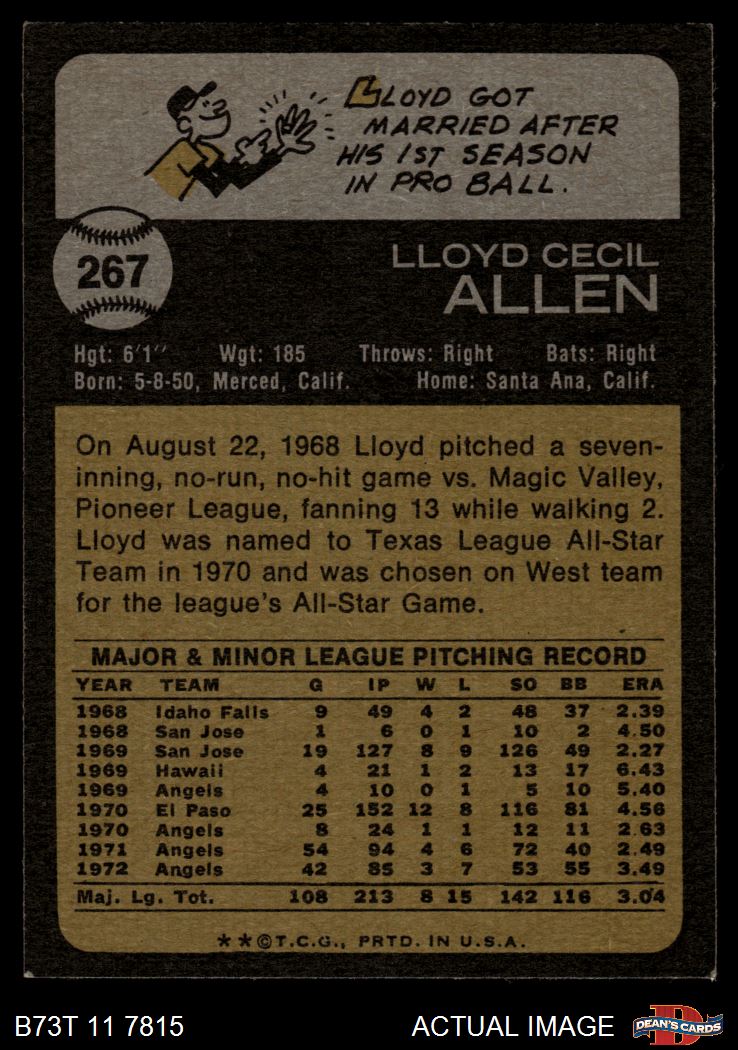 LLOYD GOT
MARRIED AFTER
HIS 1ST SEASON
IN PRO BALL.
267
LLOYD CECIL
ALLEN
Hgt: 6'1" Wgt: 185 Throws: Right Bats: Right
Born: 5-8-50, Merced, Calif. Home: Santa Ana, Calif.
On August 22, 1968 Lloyd pitched a seven-
inning, no-run, no-hit game vs. Magic Valley,
Pioneer League, fanning 13 while walking 2.
Lloyd was named to Texas League All-Star
Team in 1970 and was chosen on West team
for the league's All-Star Game.
MAJOR & MINOR LEAGUE PITCHING RECORD
YEAR TEAM G IP W L SO BB ERA
1968 Idaho Falls 9 49 4 2 48 37 2.39
1968 San Jose 1 6 0 1 10 2 4.50
1969 San Jose 19 127 8 9 126 49 2.27
1969 Hawaii 4 21 1 2 13 17 6.43
1969 Angels 4 10 0 1 5 10 5.40
1970 El Paso 25 152 12 8 116 81 4.56
1970 Angels 8 24 1 1 12 11 2.63
1971 Angels 54 94 4 6 72 40 2.49
1972 Angels 42 85 3 7 53 55 3.49
Maj. Lg. Tot. 108 213 8 15 142 116 3.04
**©T.C.G., PRTD. IN U.S.A.
B73T 11 7815 ACTUAL IMAGE D DEAN'S CARDS